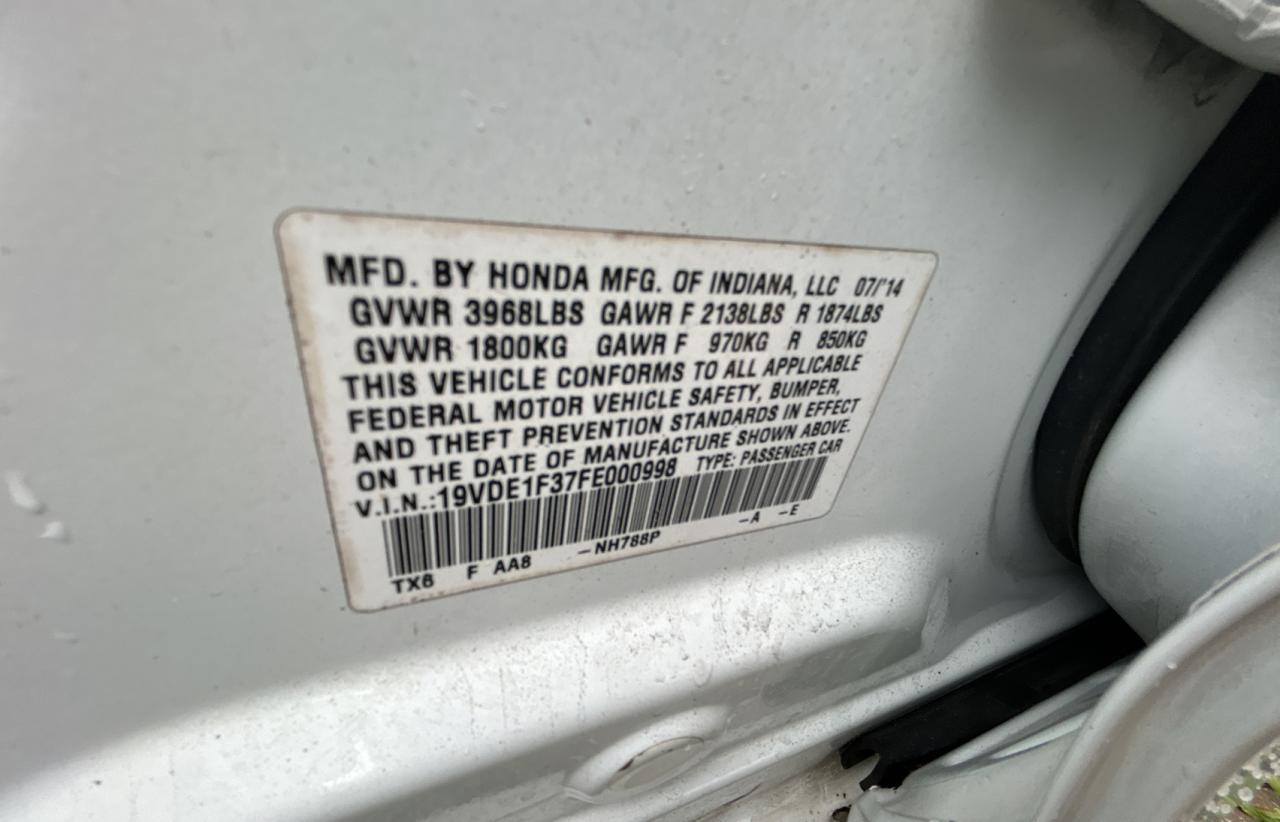 MFD. BY HONDA MFG. OF INDIANA, LLC 07/'14
GVWR 3968LBS GAWR F 2138LBS R 1874LBS
GVWR 1800KG GAWR F 970KG R 850KG
THIS VEHICLE CONFORMS TO ALL APPLICABLE
FEDERAL MOTOR VEHICLE SAFETY, BUMPER,
AND THEFT PREVENTION STANDARDS IN EFFECT
ON THE DATE OF MANUFACTURE SHOWN ABOVE.
V.I.N.:19VDE1F37FE000998 TYPE: PASSENGER CAR
TX6 F AA8 -NH788P -A -E